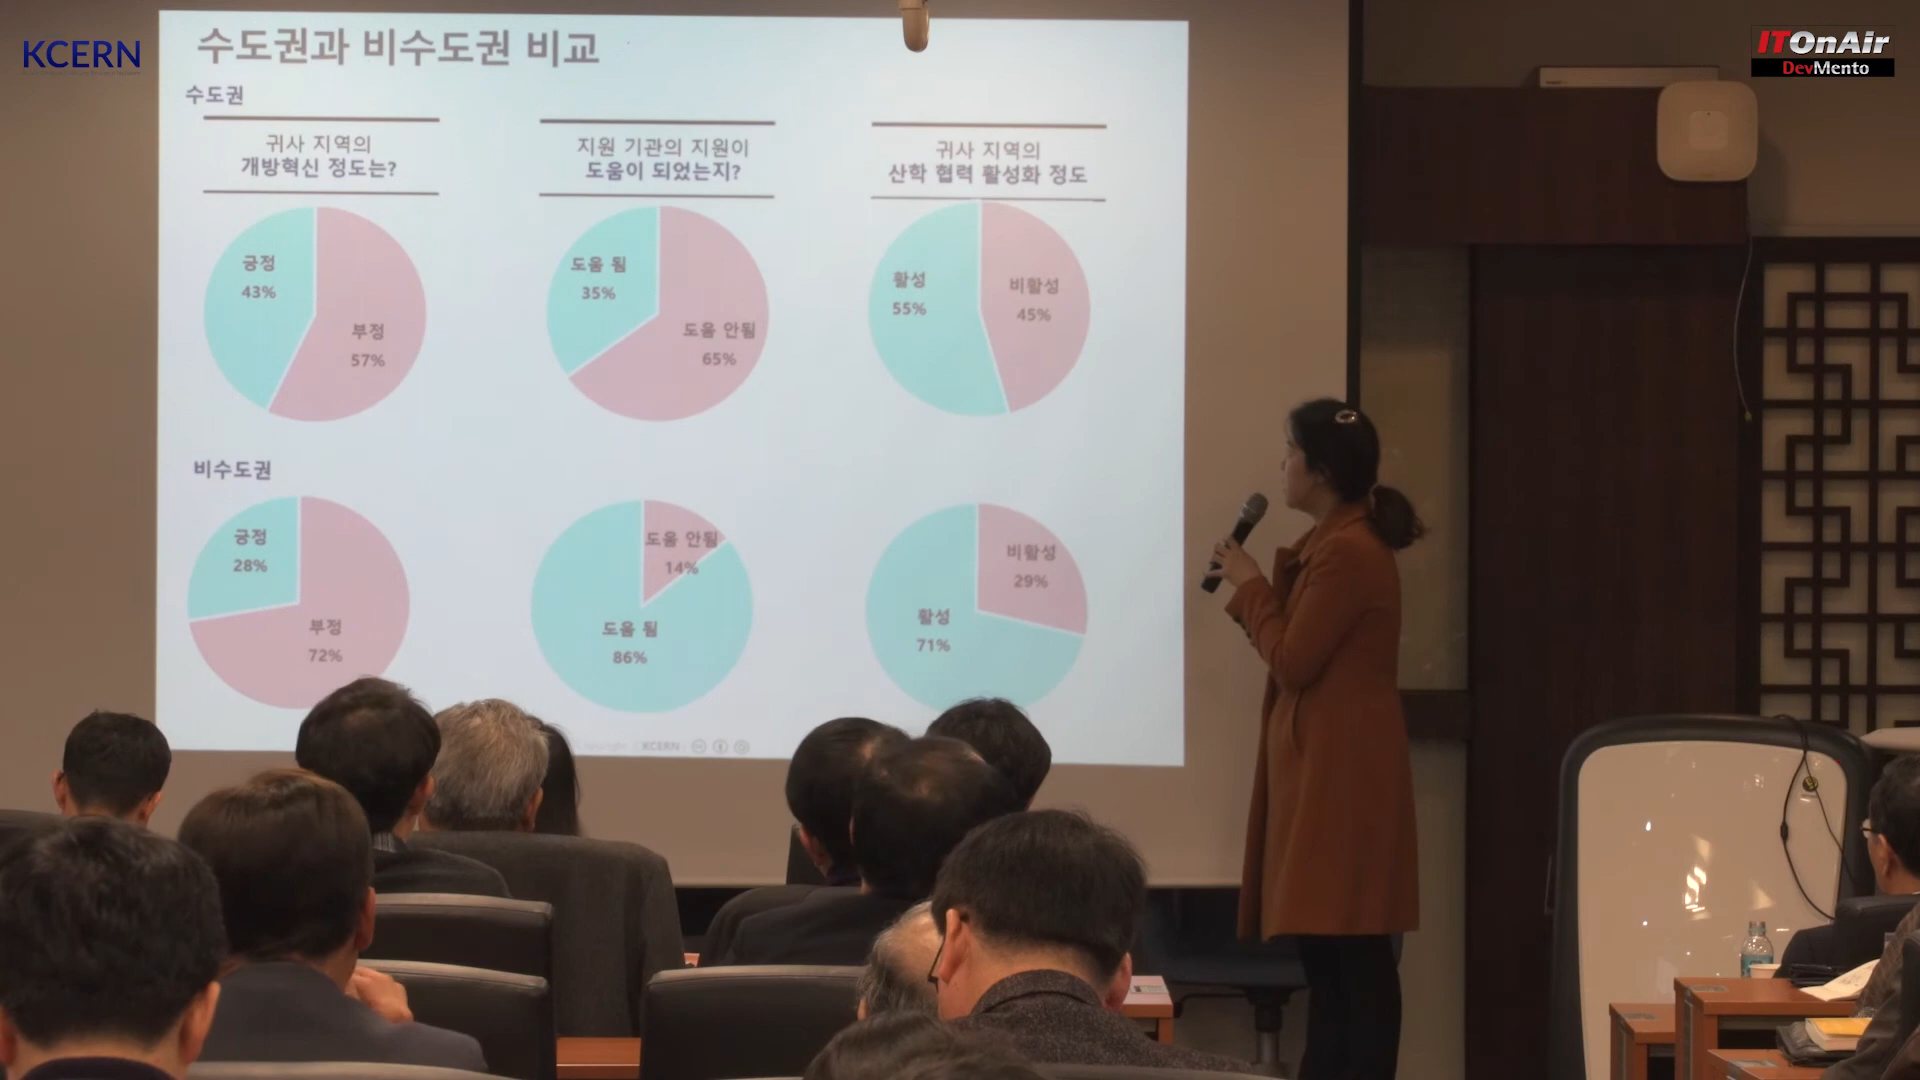 KCERN
ITOnAir
DevMento
수도권과 비수도권 비교
수도권
귀사 지역의
개방혁신 정도는?
지원 기관의 지원이
도움이 되었는지?
귀사 지역의
산학 협력 활성화 정도
긍정
43%
부정
57%
도움 됨
35%
도움 안됨
65%
활성
55%
비활성
45%
비수도권
긍정
28%
부정
72%
도움 안됨
14%
도움 됨
86%
비활성
29%
활성
71%
KCERN